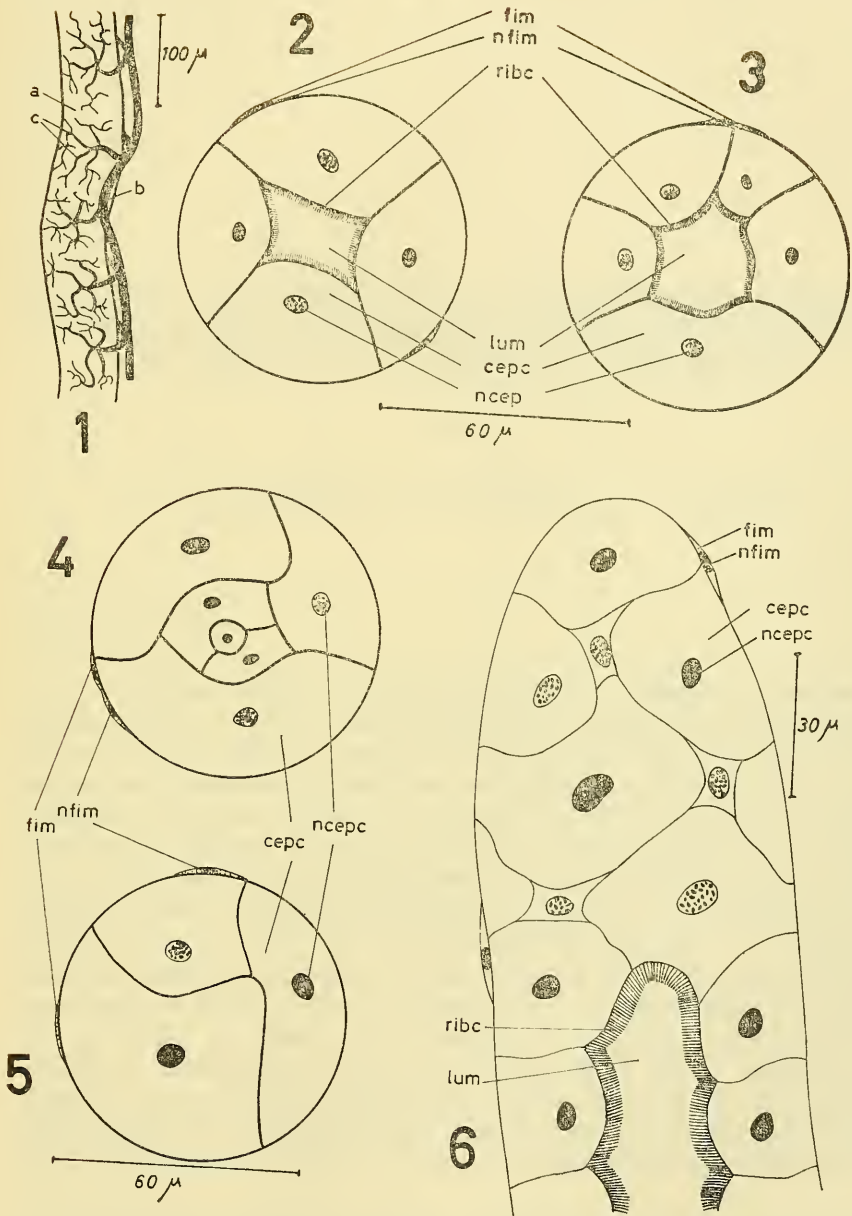 1
100 μ
a
c
b
2
3
fim
nfim
ribc
lum
cepc
ncep
60 μ
4
5
fim
nfim
cepc
ncepc
60 μ
6
fim
nfim
cepc
ncepc
30 μ
ribc
lum